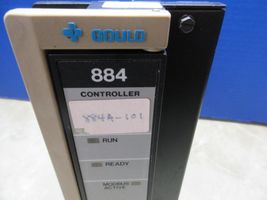 GOULD
884
CONTROLLER
884A-101
RUN
READY
MODBUS
ACTIVE